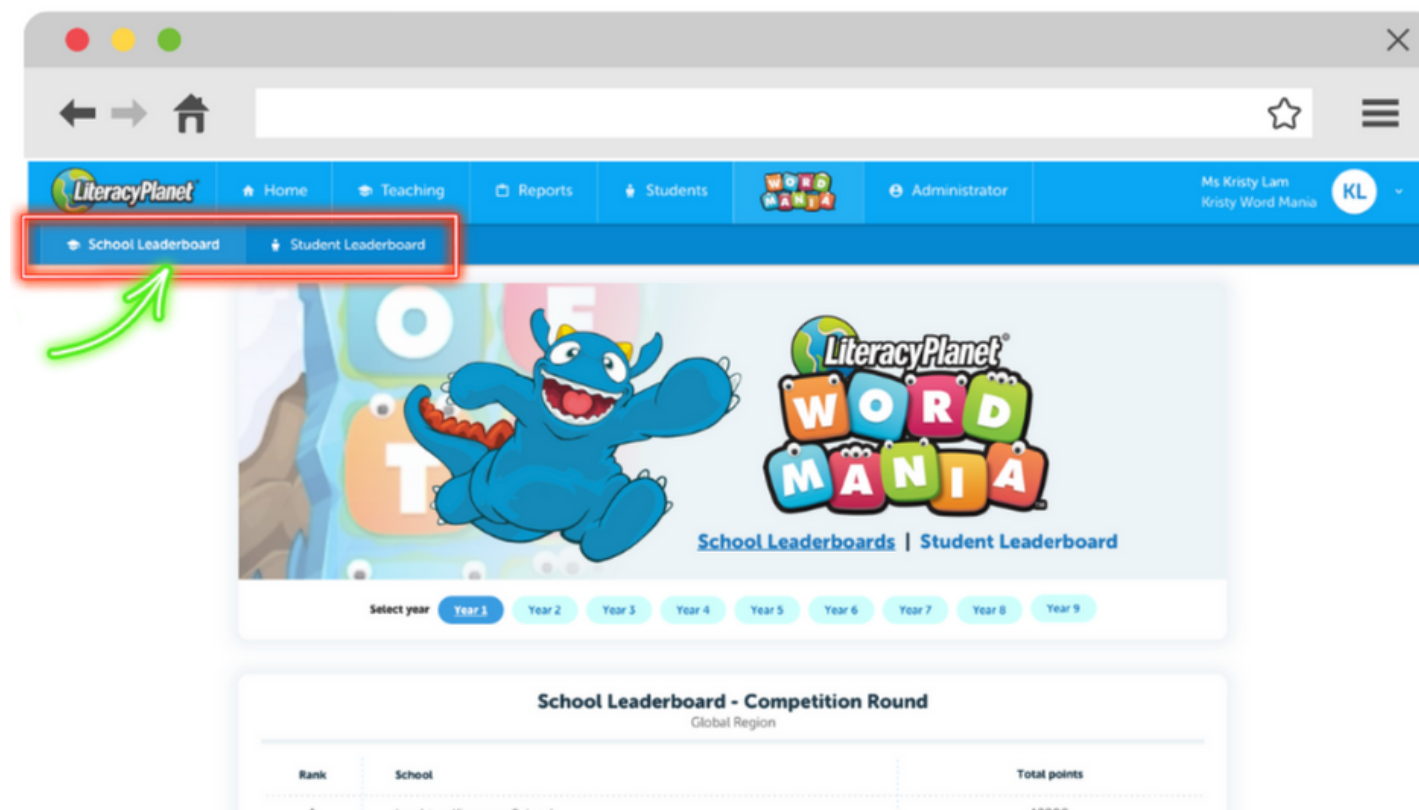 LiteracyPlanet Home Teaching Reports Students WORD MANIA Administrator Ms Kristy Lam
Kristy Word Mania KL
School Leaderboard Student Leaderboard
O E
T
LiteracyPlanet
WORD
MANIA
School Leaderboards | Student Leaderboard
Select year Year 1 Year 2 Year 3 Year 4 Year 5 Year 6 Year 7 Year 8 Year 9
School Leaderboard - Competition Round
Global Region
Rank School Total points